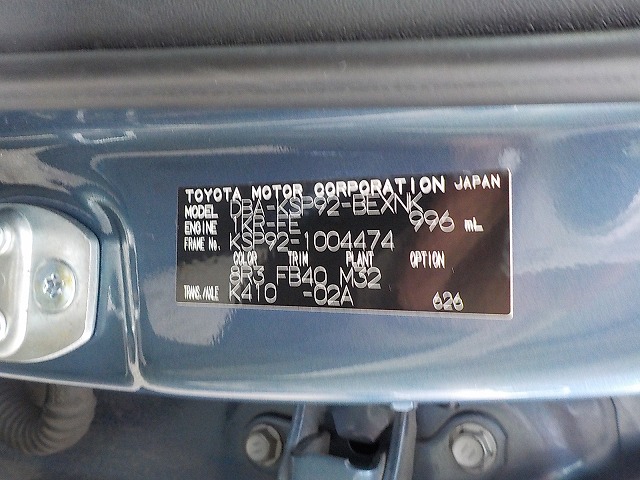 TOYOTA MOTOR CORPORATION JAPAN
MODEL DBA-KSP92-BEXNK
ENGINE 1KR-FE 996 mL
FRAME No. KSP92-1004474
COLOR TRIM PLANT OPTION
8R3 FB40 M32
TRANS./AXLE K410 -02A 626